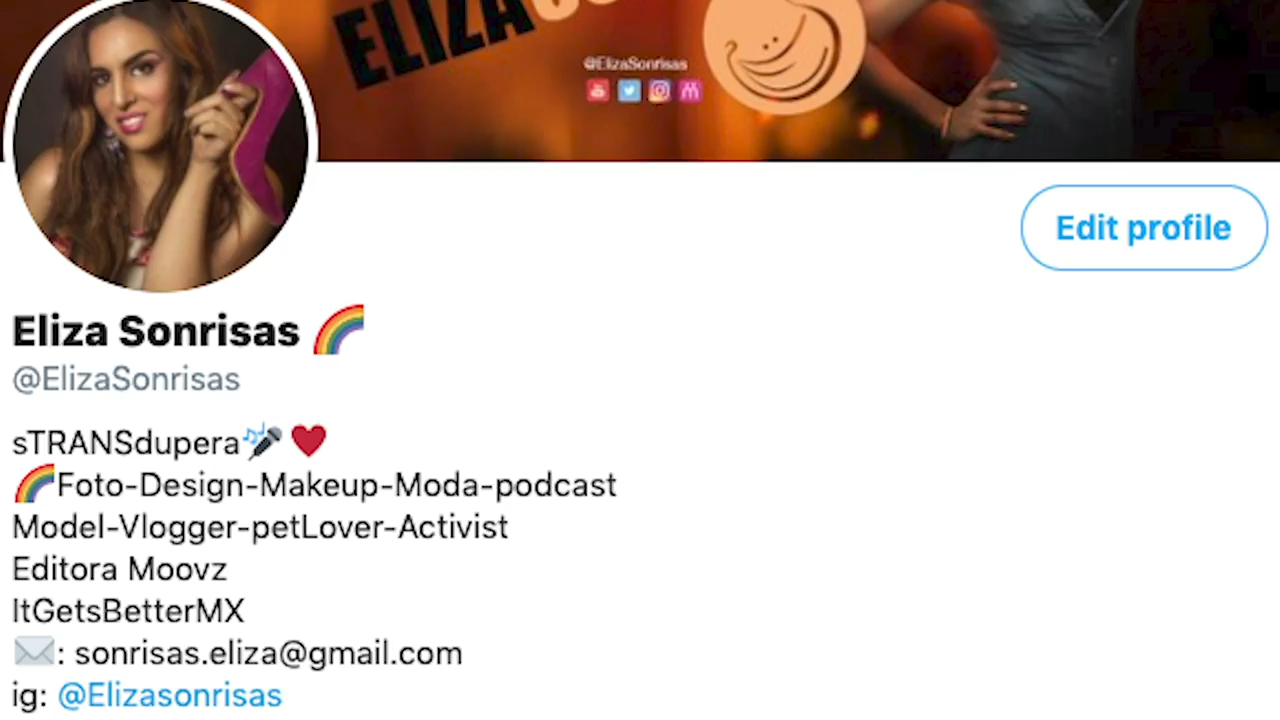 ELIZA
@ElizaSonrisas
Edit profile
Eliza Sonrisas
@ElizaSonrisas
sTRANSdupera
Foto-Design-Makeup-Moda-podcast
Model-Vlogger-petLover-Activist
Editora Moovz
ItGetsBetterMX
: sonrisas.eliza@gmail.com
ig: @Elizasonrisas